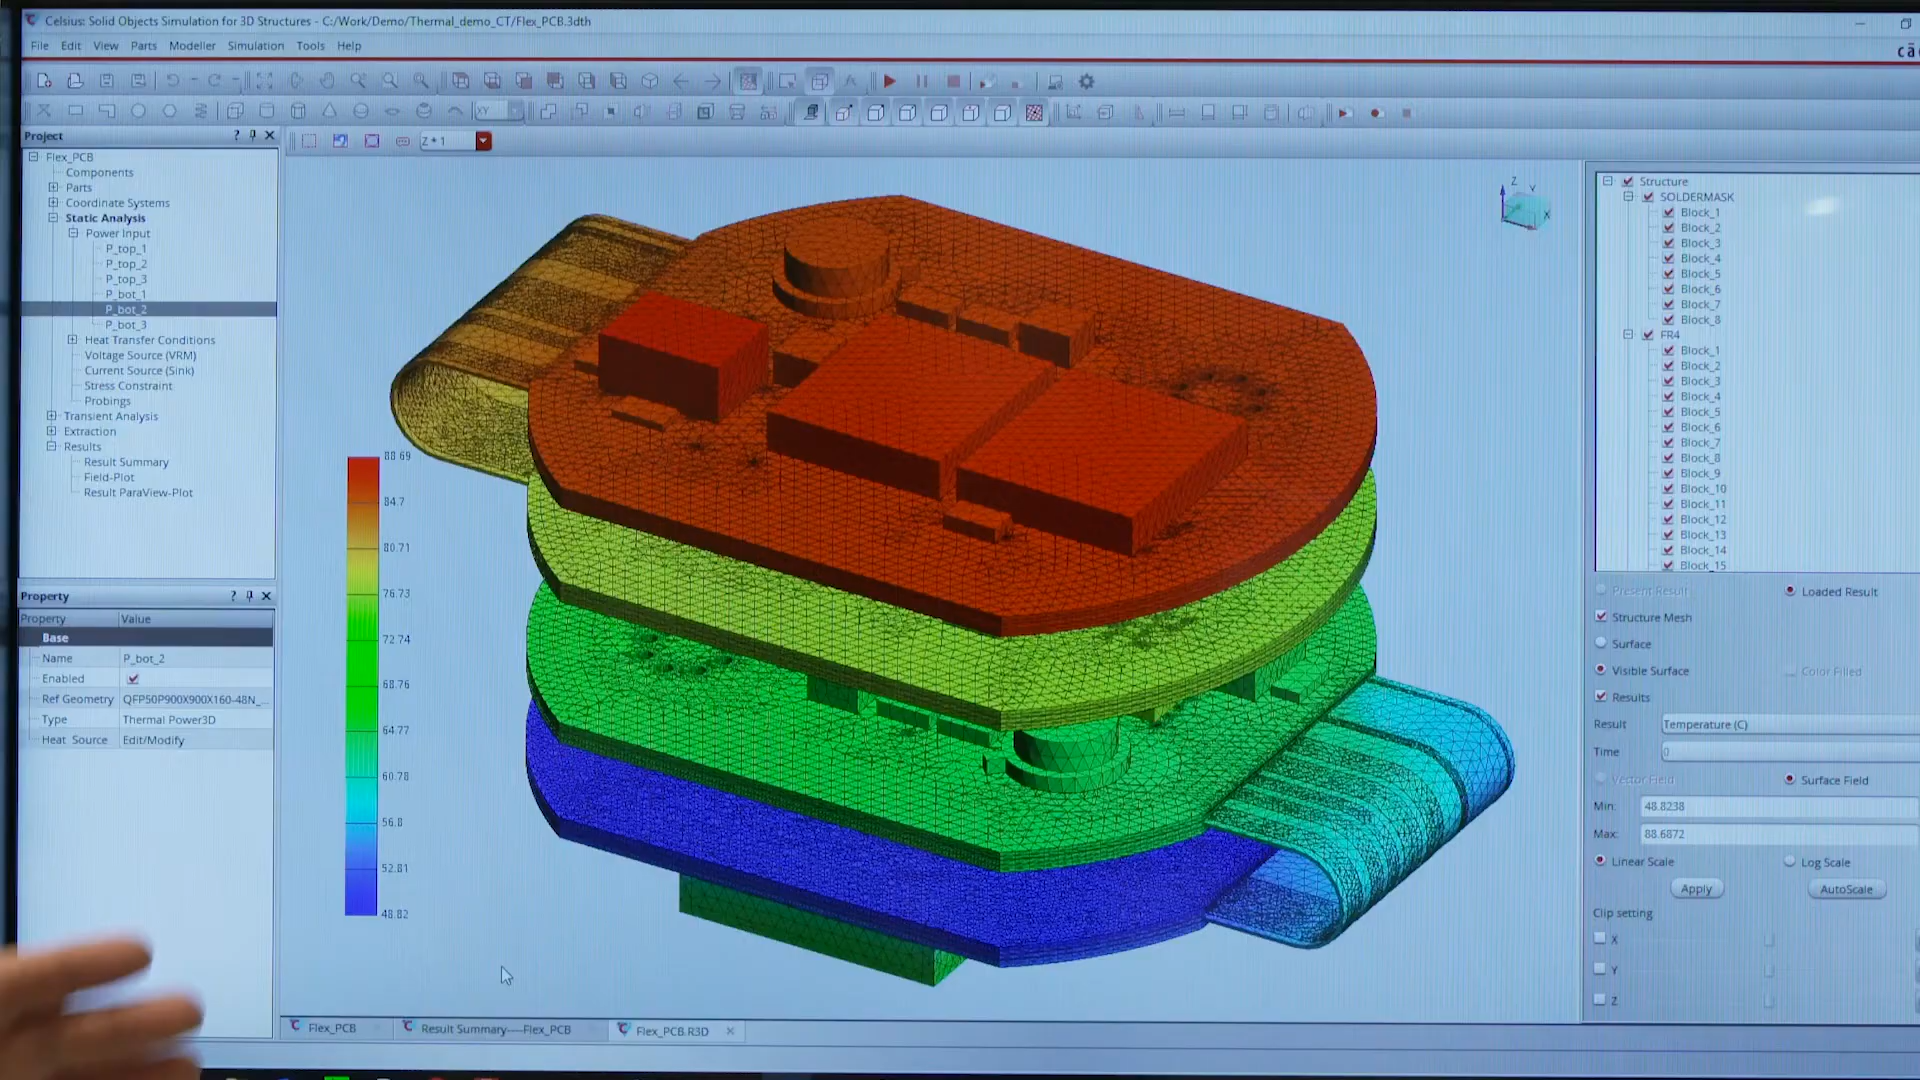 Celsius: Solid Objects Simulation for 3D Structures - C:/Work/Demo/Thermal_demo_CT/Flex_PCB.3dth
File Edit View Parts Modeller Simulation Tools Help
cā
XY
Project ? X
Z * 1
Flex_PCB
Components
Parts
Coordinate Systems
Static Analysis
Power Input
P_top_1
P_top_2
P_top_3
P_bot_1
P_bot_2
P_bot_3
Heat Transfer Conditions
Voltage Source (VRM)
Current Source (Sink)
Stress Constraint
Probings
Transient Analysis
Extraction
Results
Result Summary
Field-Plot
Result ParaView-Plot
Property ?
Property Value
Base
Name P_bot_2
Enabled
Ref Geometry QFP50P900X900X160-48N_...
Type Thermal Power3D
Heat Source Edit/Modify
88.69
84.7
80.71
76.73
72.74
68.76
64.77
60.78
56.8
52.81
48.82
Z Y X
Flex_PCB
Result Summary----Flex_PCB
Flex_PCB.R3D
Structure
SOLDERMASK
Block_1
Block_2
Block_3
Block_4
Block_5
Block_6
Block_7
Block_8
FR4
Block_1
Block_2
Block_3
Block_4
Block_5
Block_6
Block_7
Block_8
Block_9
Block_10
Block_11
Block_12
Block_13
Block_14
Block_15
Present Result Loaded Result
Structure Mesh
Surface
Visible Surface Color Filled
Results
Result Temperature (C)
Time 0
Vector Field Surface Field
Min: 48.8238
Max: 88.6872
Linear Scale Log Scale
Apply AutoScale
Clip setting
X
Y
Z